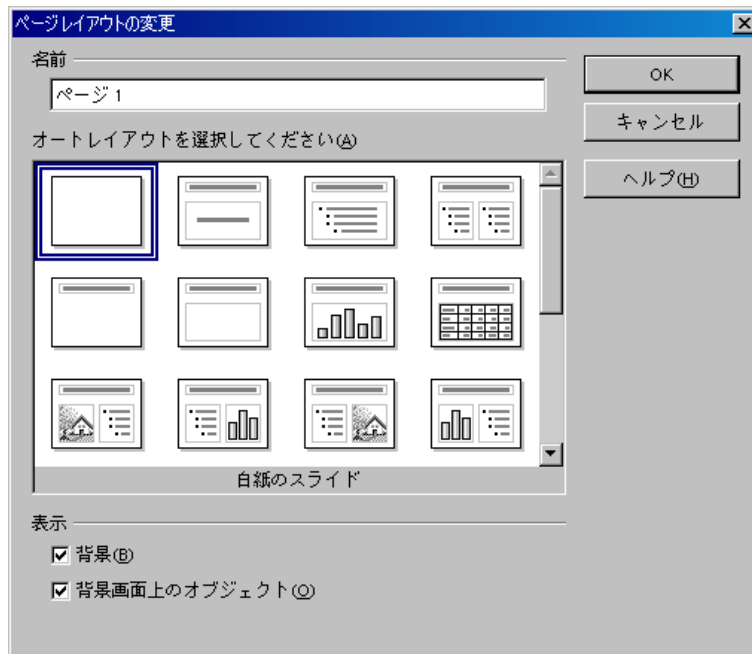 ページレイアウトの変更
名前
ページ 1
オートレイアウトを選択してください(A)
白紙のスライド
表示
背景(B)
背景画面上のオブジェクト(O)
OK
キャンセル
ヘルプ(H)